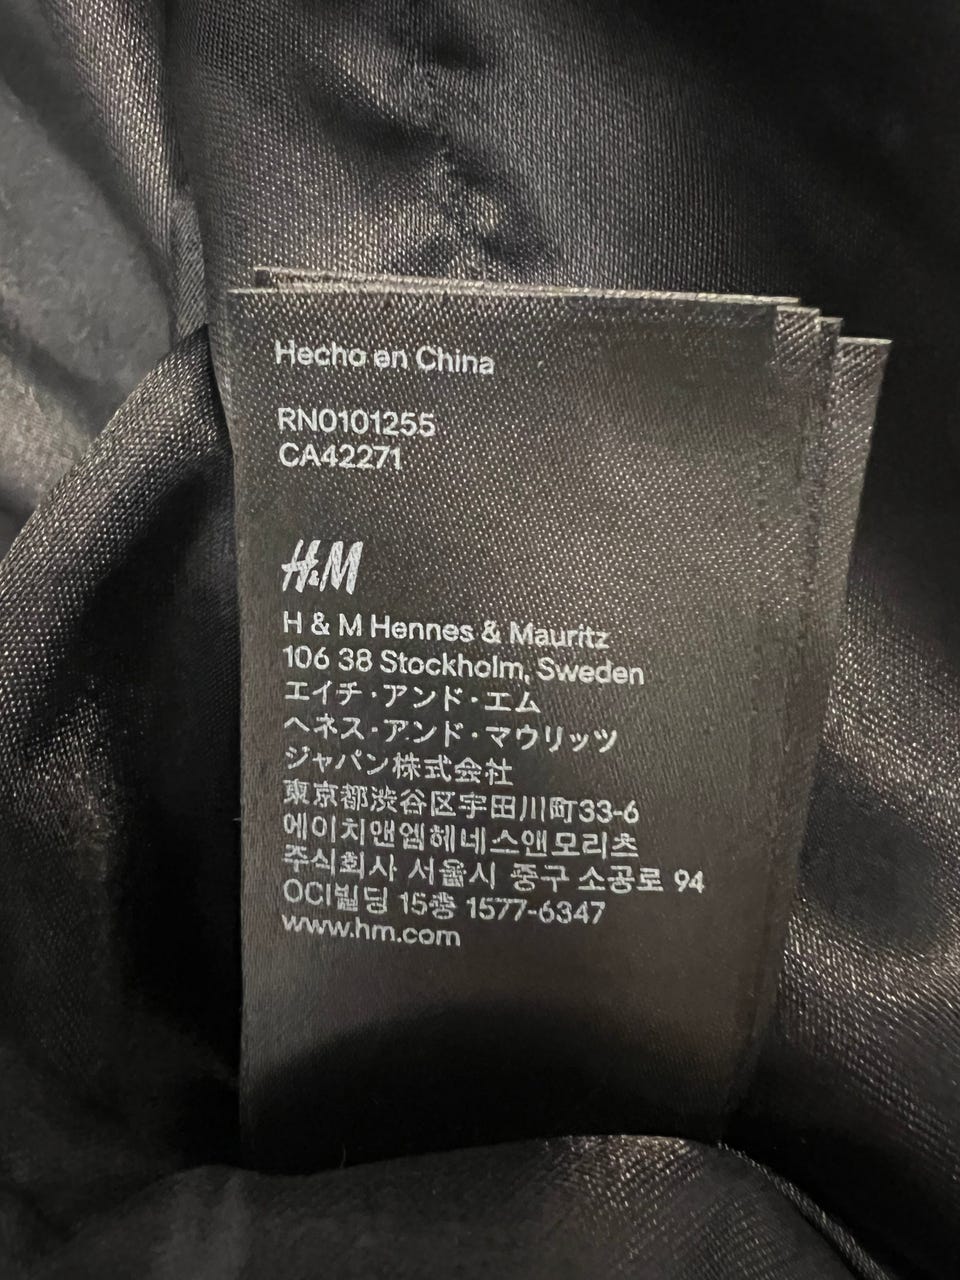 Hecho en China
RN0101255
CA42271
H&M
H & M Hennes & Mauritz
106 38 Stockholm, Sweden
エイチ・アンド・エム
ヘネス・アンド・マウリッツ
ジャパン株式会社
東京都渋谷区宇田川町33-6
에이치앤엠헤네스앤모리츠
주식회사 서울시 중구 소공로 94
OCI빌딩 15층 1577-6347
www.hm.com